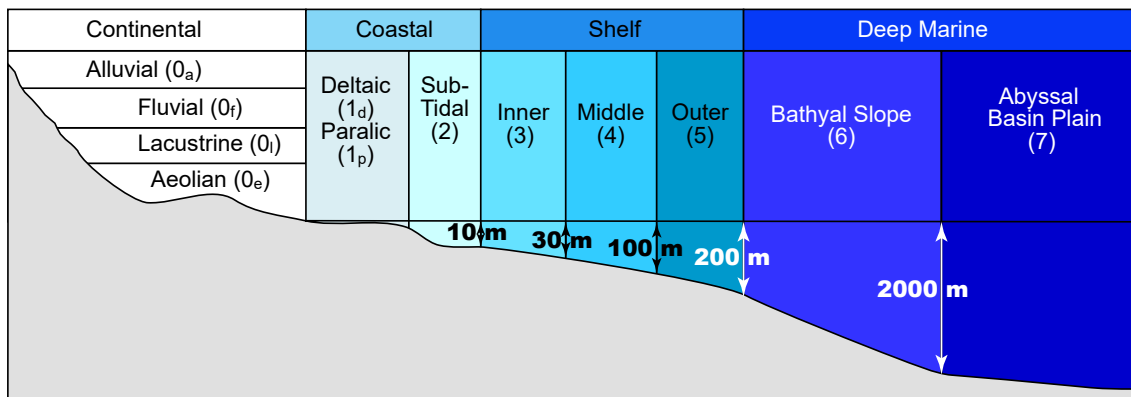 Continental
Coastal
Shelf
Deep Marine
Alluvial (0a)
Fluvial (0f)
Lacustrine (0l)
Aeolian (0e)
Deltaic
(1d)
Paralic
(1p)
Sub-
Tidal
(2)
Inner
(3)
Middle
(4)
Outer
(5)
Bathyal Slope
(6)
Abyssal
Basin Plain
(7)
10 m
30 m
100 m
200 m
2000 m